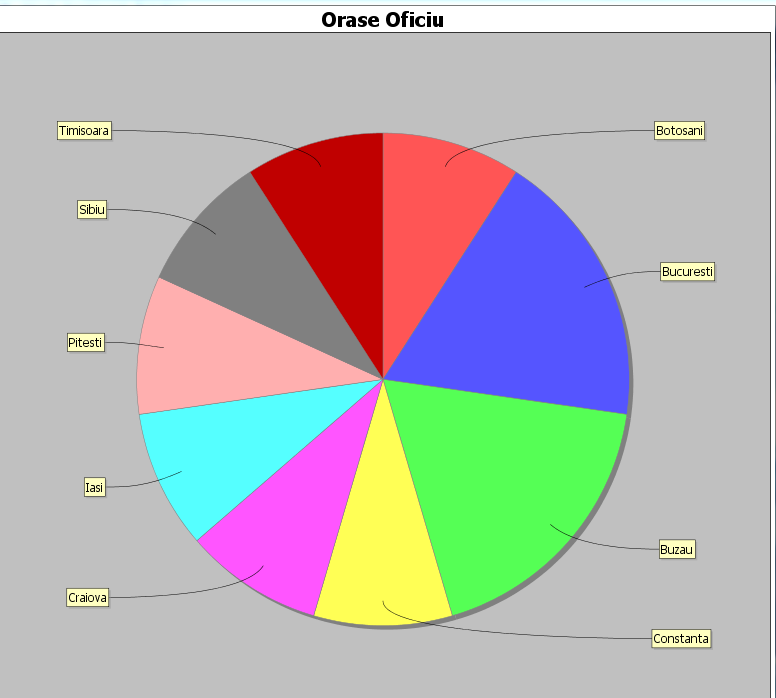 Orase Oficiu
Timisoara
Botosani
Sibiu
Bucuresti
Pitesti
Iasi
Buzau
Craiova
Constanta